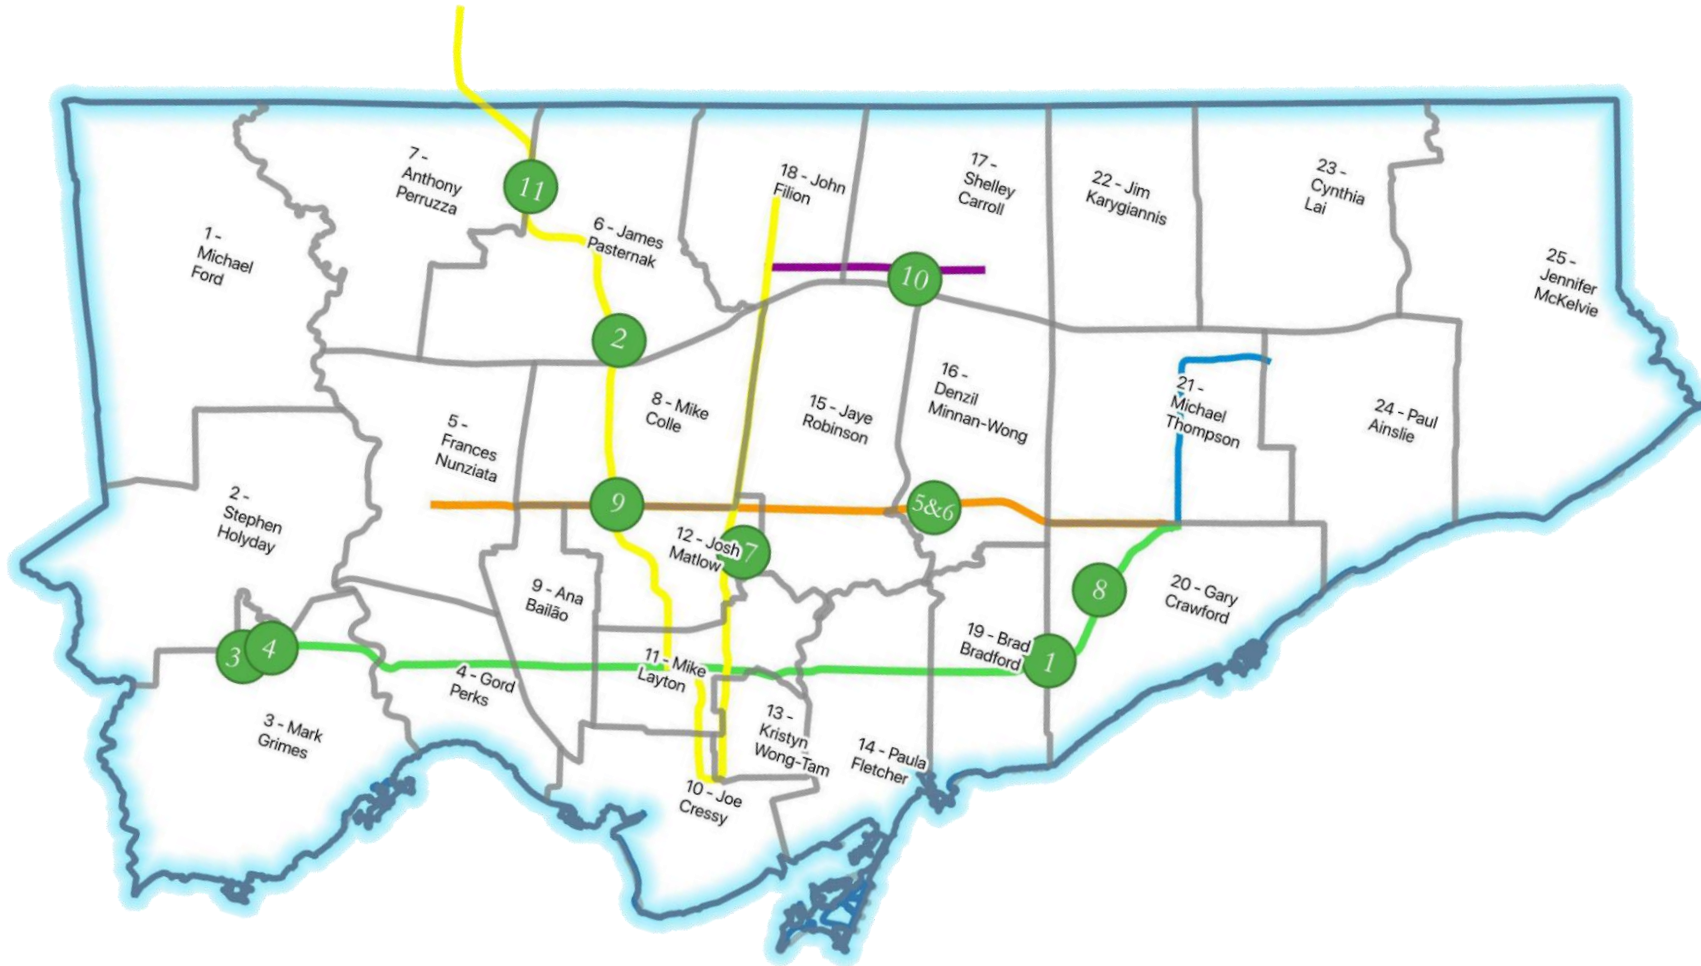 7 -
Anthony
Perruzza
11
18 - John
Filion
17 -
Shelley
Carroll
22 - Jim
Karygiannis
23 -
Cynthia
Lai
1 -
Michael
Ford
6 - James
Pasternak
10
25 -
Jennifer
McKelvie
2
5 -
Frances
Nunziata
8 - Mike
Colle
15 - Jaye
Robinson
16 -
Denzil
Minnan-Wong
21 -
Michael
Thompson
24 - Paul
Ainslie
2 -
Stephen
Holyday
9
5&6
12 - Josh
Matlow
7
9 - Ana
Bailão
8
20 - Gary
Crawford
3
4
4 - Gord
Perks
11 - Mike
Layton
19 - Brad
Bradford
1
3 - Mark
Grimes
13 -
Kristyn
Wong-Tam
14 - Paula
Fletcher
10 - Joe
Cressy